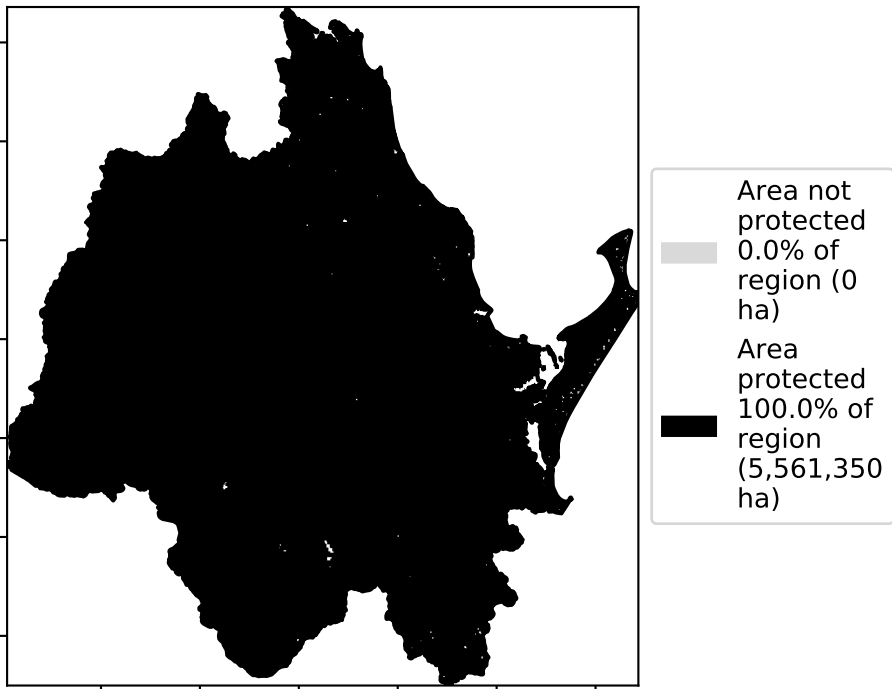 Area not
protected
0.0% of
region (0
ha)
Area
protected
100.0% of
region
(5,561,350
ha)